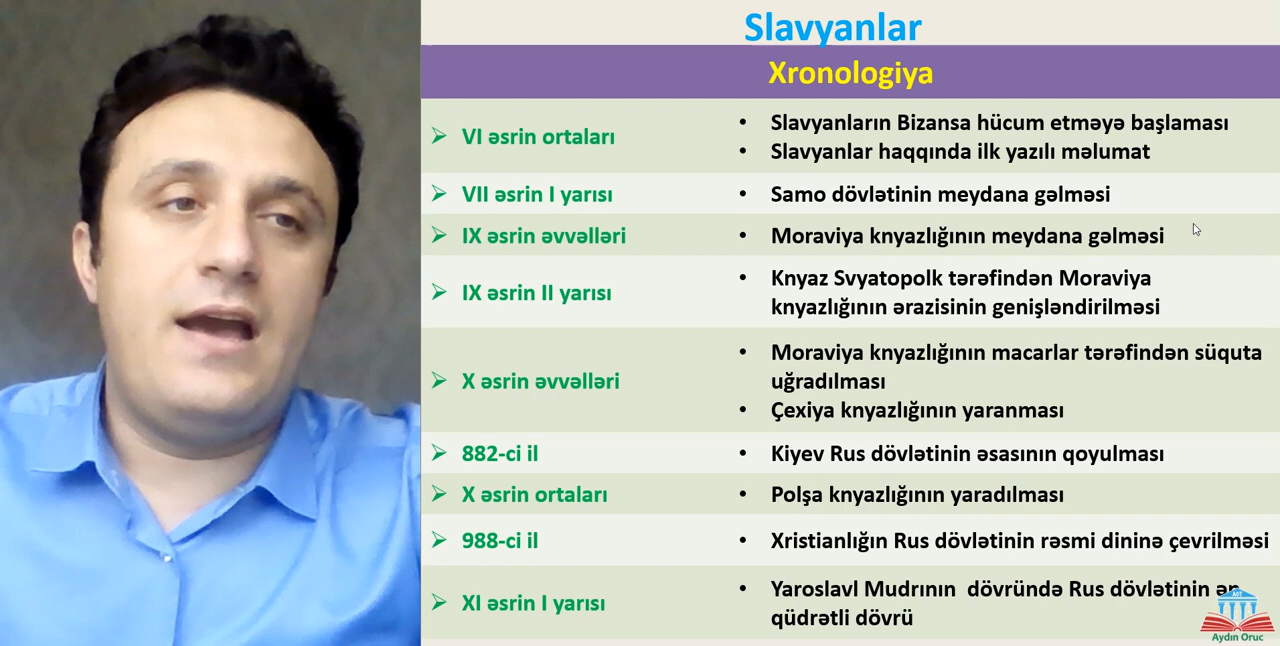 Slavyanlar
Xronologiya
VI əsrin ortaları
Slavyanların Bizansa hücum etməyə başlaması
Slavyanlar haqqında ilk yazılı məlumat
VII əsrin I yarısı
Samo dövlətinin meydana gəlməsi
IX əsrin əvvəlləri
Moraviya knyazlığının meydana gəlməsi
IX əsrin II yarısı
Knyaz Svyatopolk tərəfindən Moraviya
knyazlığının ərazisinin genişləndirilməsi
X əsrin əvvəlləri
Moraviya knyazlığının macarlar tərəfindən süquta
uğradılması
Çexiya knyazlığının yaranması
882-ci il
Kiyev Rus dövlətinin əsasının qoyulması
X əsrin ortaları
Polşa knyazlığının yaradılması
988-ci il
Xristianlığın Rus dövlətinin rəsmi dininə çevrilməsi
XI əsrin I yarısı
Yaroslavl Mudrının dövründə Rus dövlətinin ən
qüdrətli dövrü
AOT
Aydın Oruc